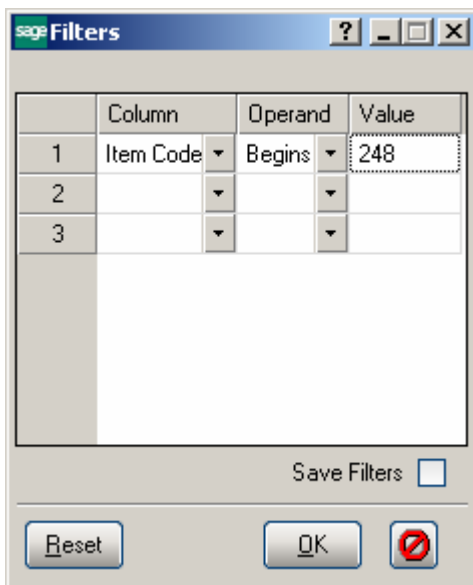 sage Filters ?
Column Operand Value
1 Item Code Begins 248
2
3
Save Filters
Reset OK